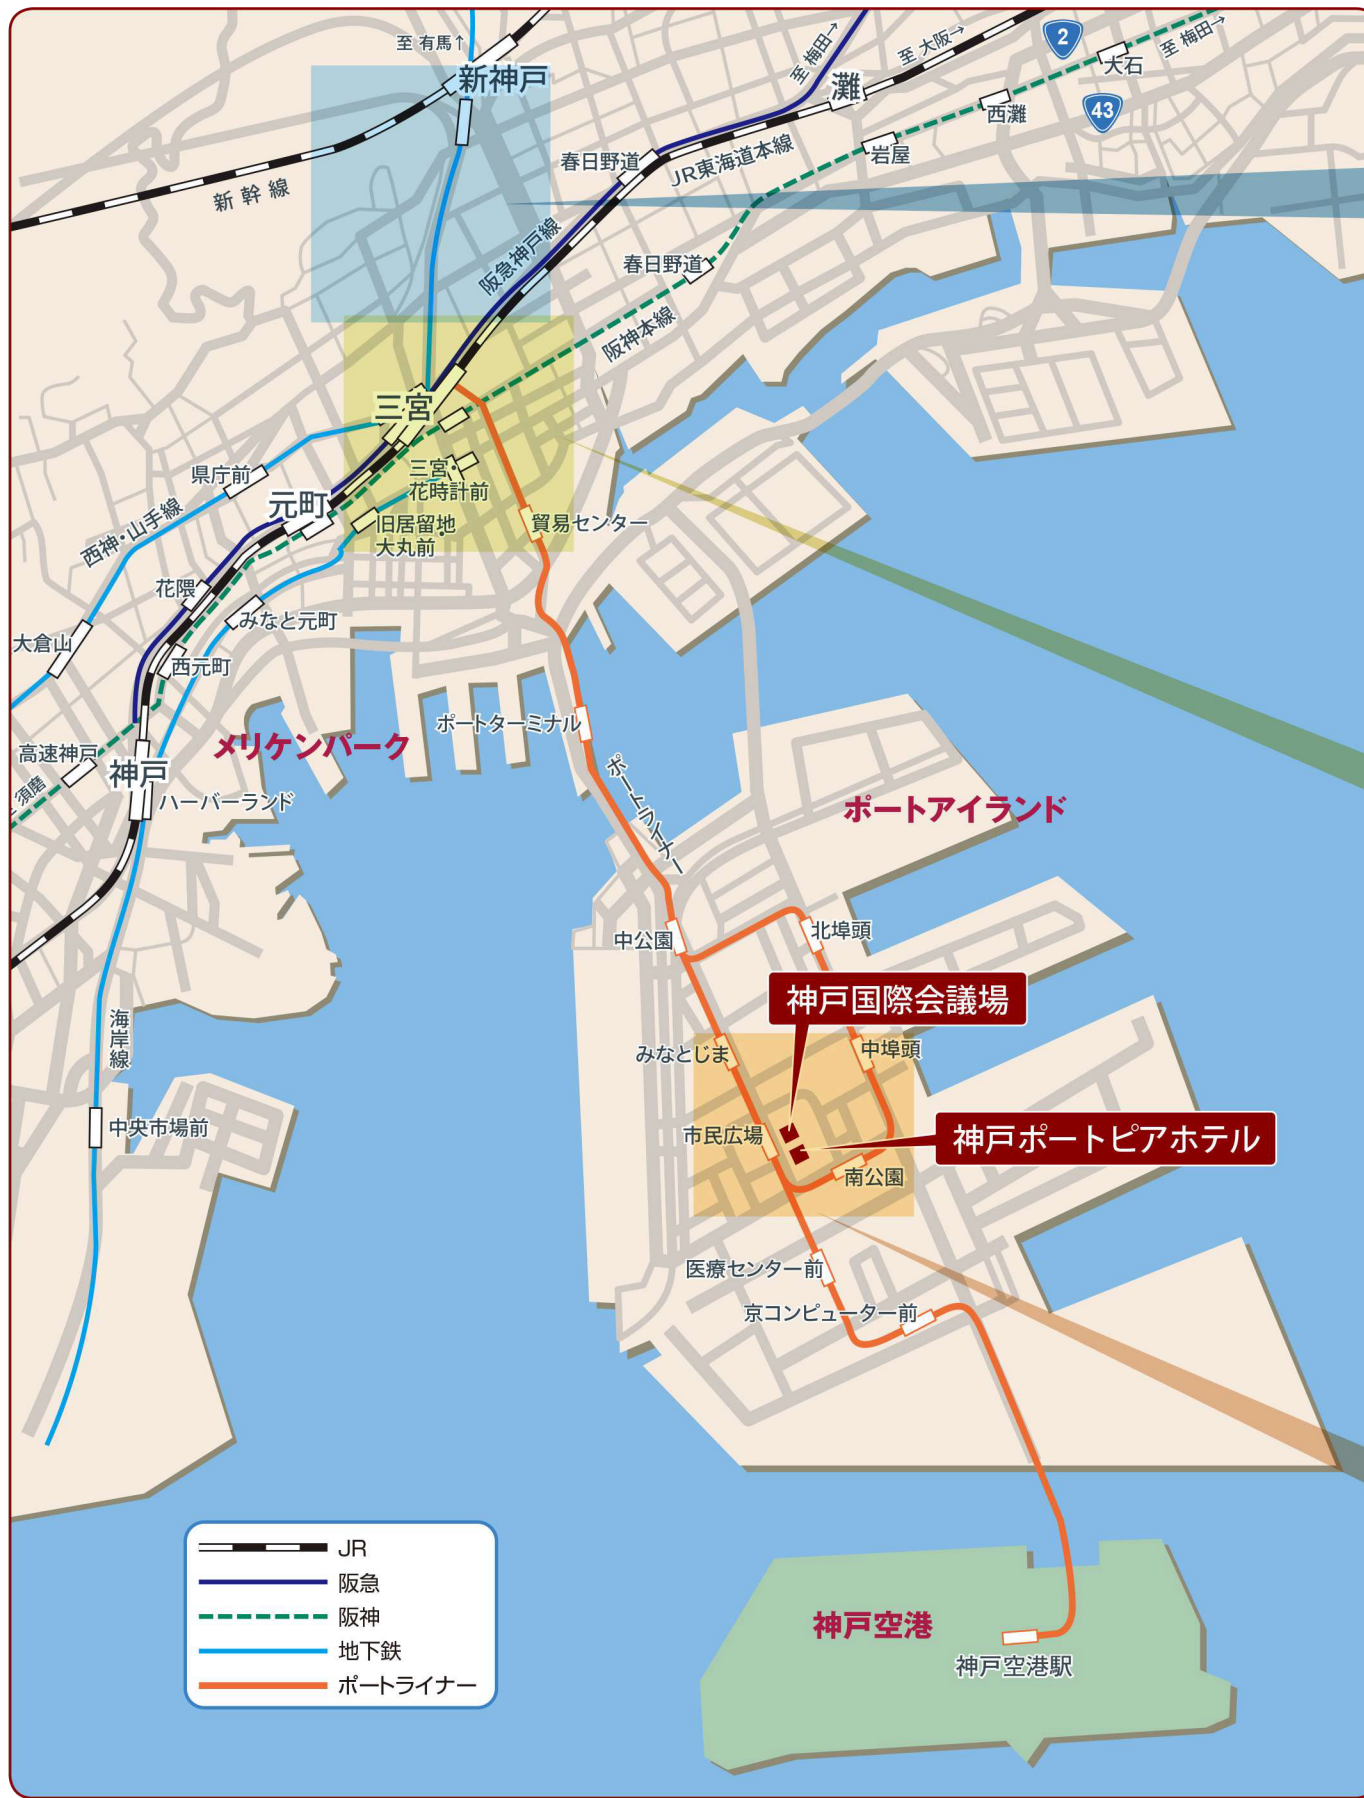 至 有馬↑
新神戸
新幹線
至 梅田→
至 大阪→
2
至 梅田→
大石
灘
西灘
43
岩屋
春日野道
JR東海道本線
阪急神戸線
春日野道
阪神本線
三宮
県庁前
三宮・
花時計前
元町
旧居留地
大丸前
貿易センター
西神・山手線
花隈
みなと元町
大倉山
西元町
ポートターミナル
メリケンパーク
高速神戸
神戸
須磨
ハーバーランド
ポートライナー
ポートアイランド
中公園
北埠頭
神戸国際会議場
海岸線
みなとじま
中埠頭
中央市場前
市民広場
神戸ポートピアホテル
南公園
医療センター前
京コンピューター前
JR
阪急
阪神
地下鉄
ポートライナー
神戸空港
神戸空港駅